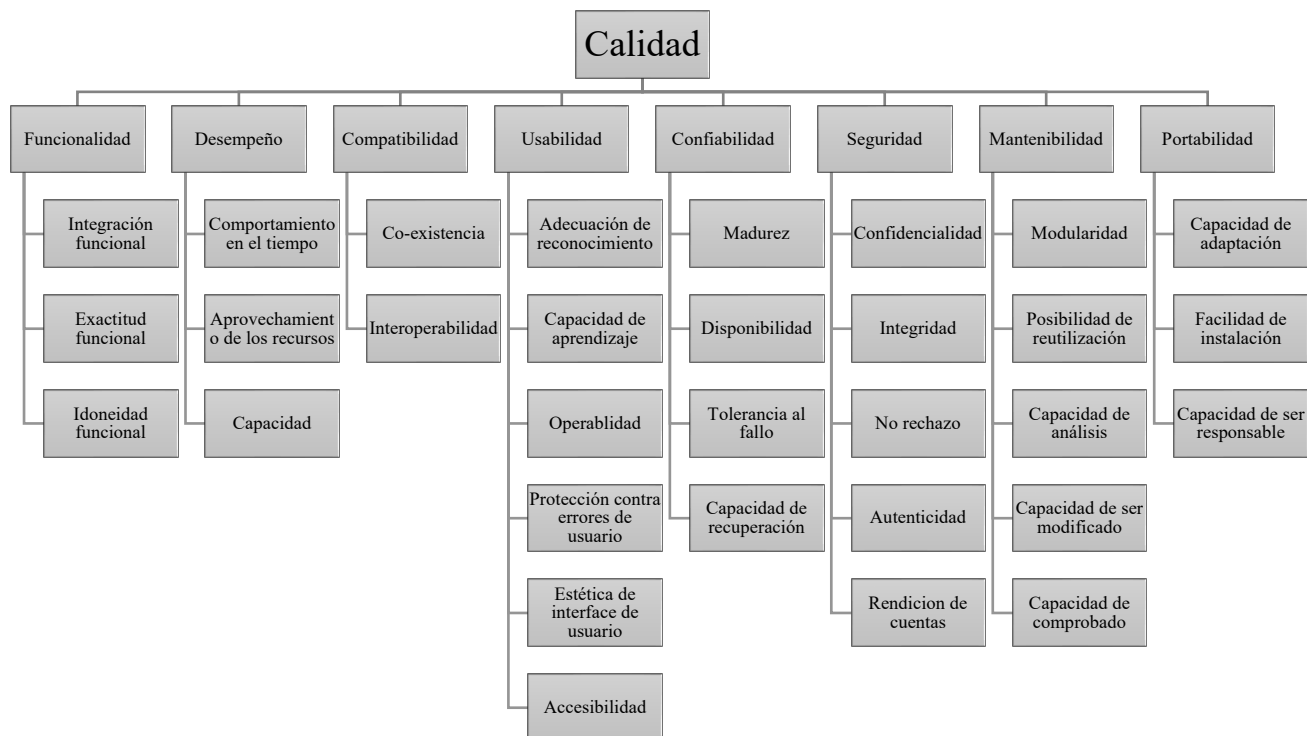 Calidad
Funcionalidad
Integración
funcional
Exactitud
funcional
Idoneidad
funcional
Desempeño
Comportamiento
en el tiempo
Aprovechamient
o de los recursos
Capacidad
Compatibilidad
Co-existencia
Interoperabilidad
Usabilidad
Adecuación de
reconocimiento
Capacidad de
aprendizaje
Operablidad
Protección contra
errores de
usuario
Estética de
interface de
usuario
Accesibilidad
Confiabilidad
Madurez
Disponibilidad
Tolerancia al
fallo
Capacidad de
recuperación
Seguridad
Confidencialidad
Integridad
No rechazo
Autenticidad
Rendicion de
cuentas
Mantenibilidad
Modularidad
Posibilidad de
reutilización
Capacidad de
análisis
Capacidad de ser
modificado
Capacidad de
comprobado
Portabilidad
Capacidad de
adaptación
Facilidad de
instalación
Capacidad de ser
responsable